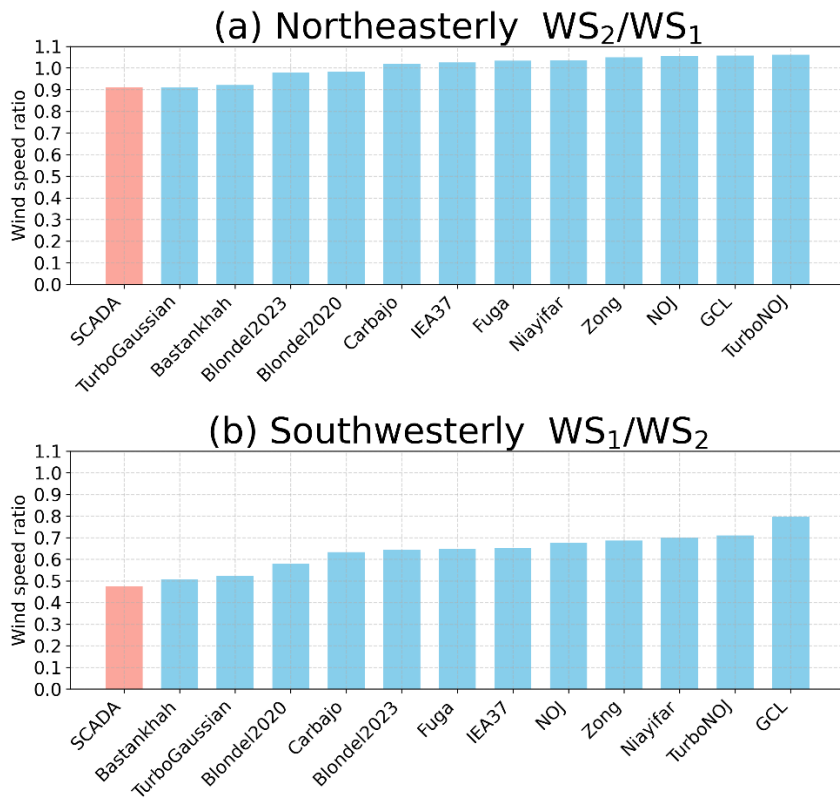 (a) Northeasterly WS₂/WS₁
Wind speed ratio
1.1
1.0
0.9
0.8
0.7
0.6
0.5
0.4
0.3
0.2
0.1
0.0
SCADA
TurboGaussian
Bastankhah
Blondel2023
Blondel2020
Carbajo
IEA37
Fuga
Niayifar
Zong
NOJ
GCL
TurboNOJ
(b) Southwesterly WS₁/WS₂
Wind speed ratio
1.1
1.0
0.9
0.8
0.7
0.6
0.5
0.4
0.3
0.2
0.1
0.0
SCADA
Bastankhah
TurboGaussian
Blondel2020
Carbajo
Blondel2023
Fuga
IEA37
NOJ
Zong
Niayifar
TurboNOJ
GCL